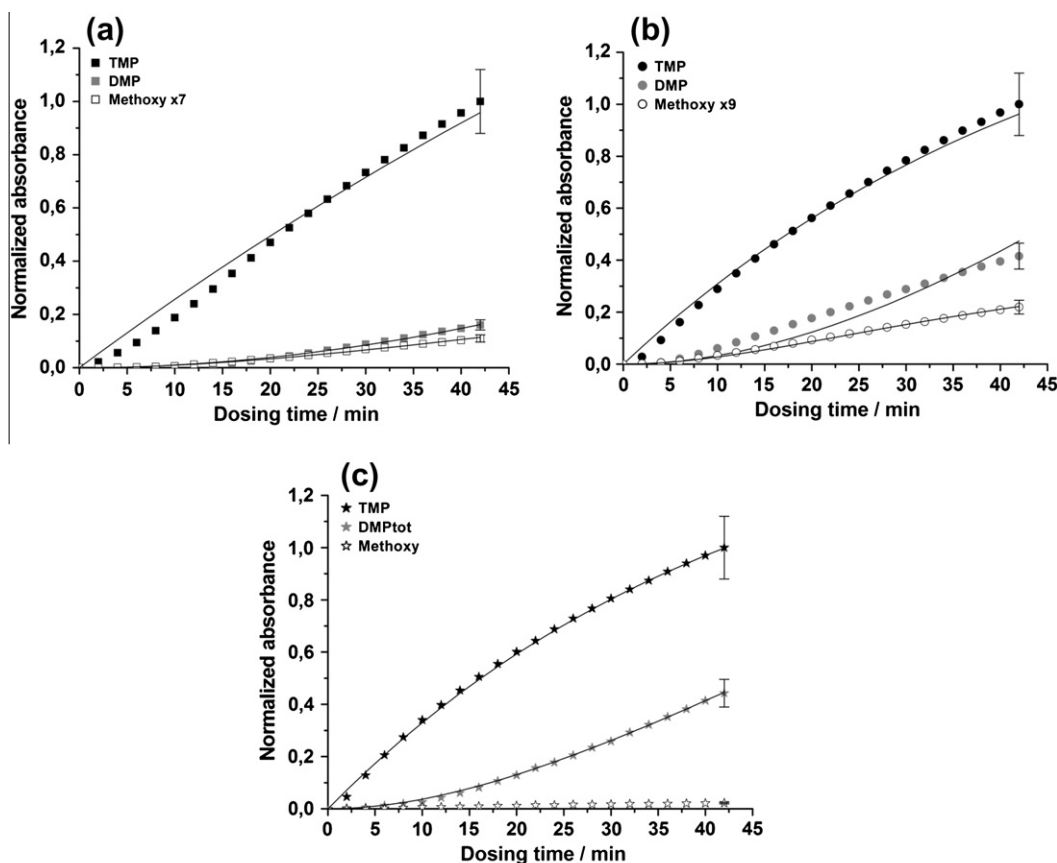 (a)
1,2
1,0
0,8
0,6
0,4
0,2
0,0
Normalized absorbance
TMP
DMP
Methoxy x7
0 5 10 15 20 25 30 35 40 45
Dosing time / min
(b)
1,2
1,0
0,8
0,6
0,4
0,2
0,0
Normalized absorbance
TMP
DMP
Methoxy x9
0 5 10 15 20 25 30 35 40 45
Dosing time / min
(c)
1,2
1,0
0,8
0,6
0,4
0,2
0,0
Normalized absorbance
TMP
DMPtot
Methoxy
0 5 10 15 20 25 30 35 40 45
Dosing time / min